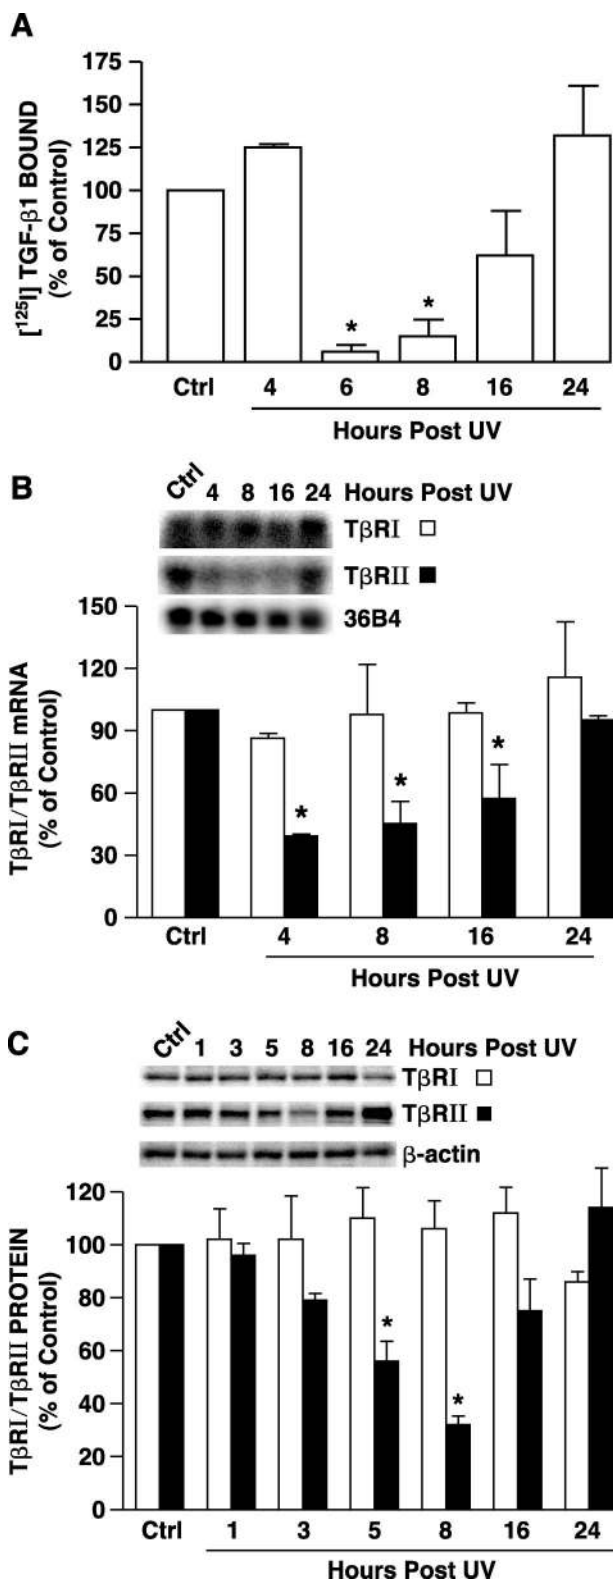 A
[¹²⁵I] TGF-β1 BOUND
(% of Control)
175
150
125
100
75
50
25
0
* *
Ctrl 4 6 8 16 24
Hours Post UV
B
Ctrl 4 8 16 24 Hours Post UV
TβRI
TβRII
36B4
TβRI/TβRII mRNA
(% of Control)
150
120
90
60
30
0
* * *
Ctrl 4 8 16 24
Hours Post UV
C
Ctrl 1 3 5 8 16 24 Hours Post UV
TβRI
TβRII
β-actin
TβRI/TβRII PROTEIN
(% of Control)
120
100
80
60
40
20
0
* *
Ctrl 1 3 5 8 16 24
Hours Post UV